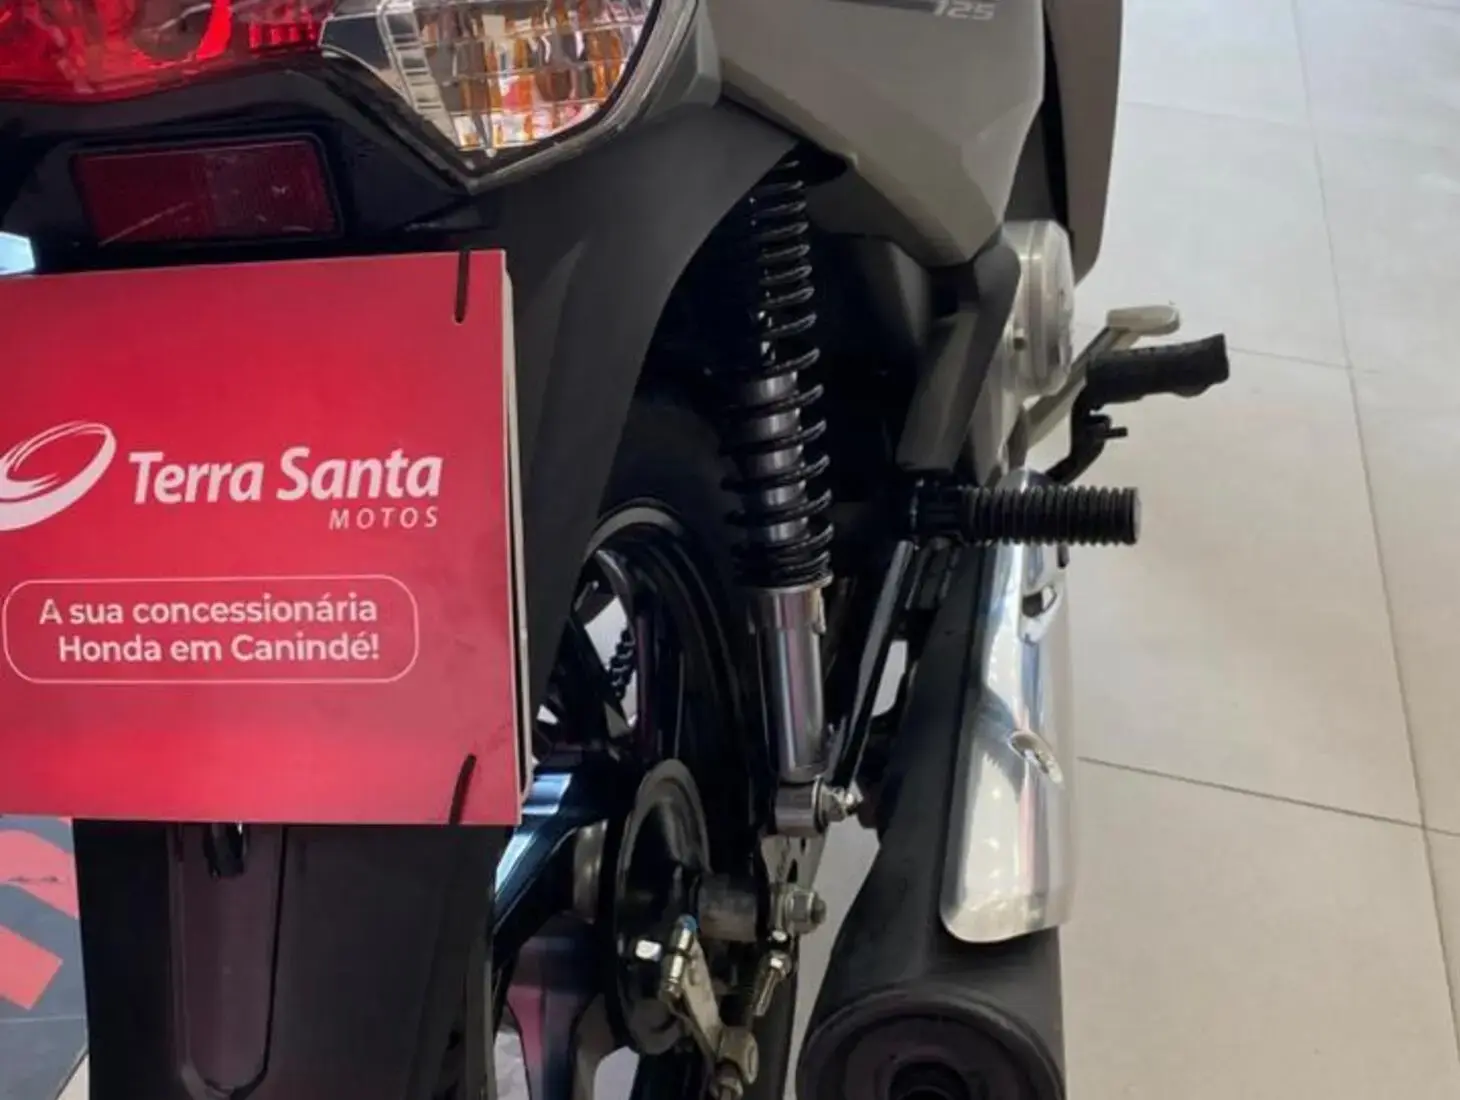 125
Terra Santa
MOTOS
A sua concessionária
Honda em Canindé!